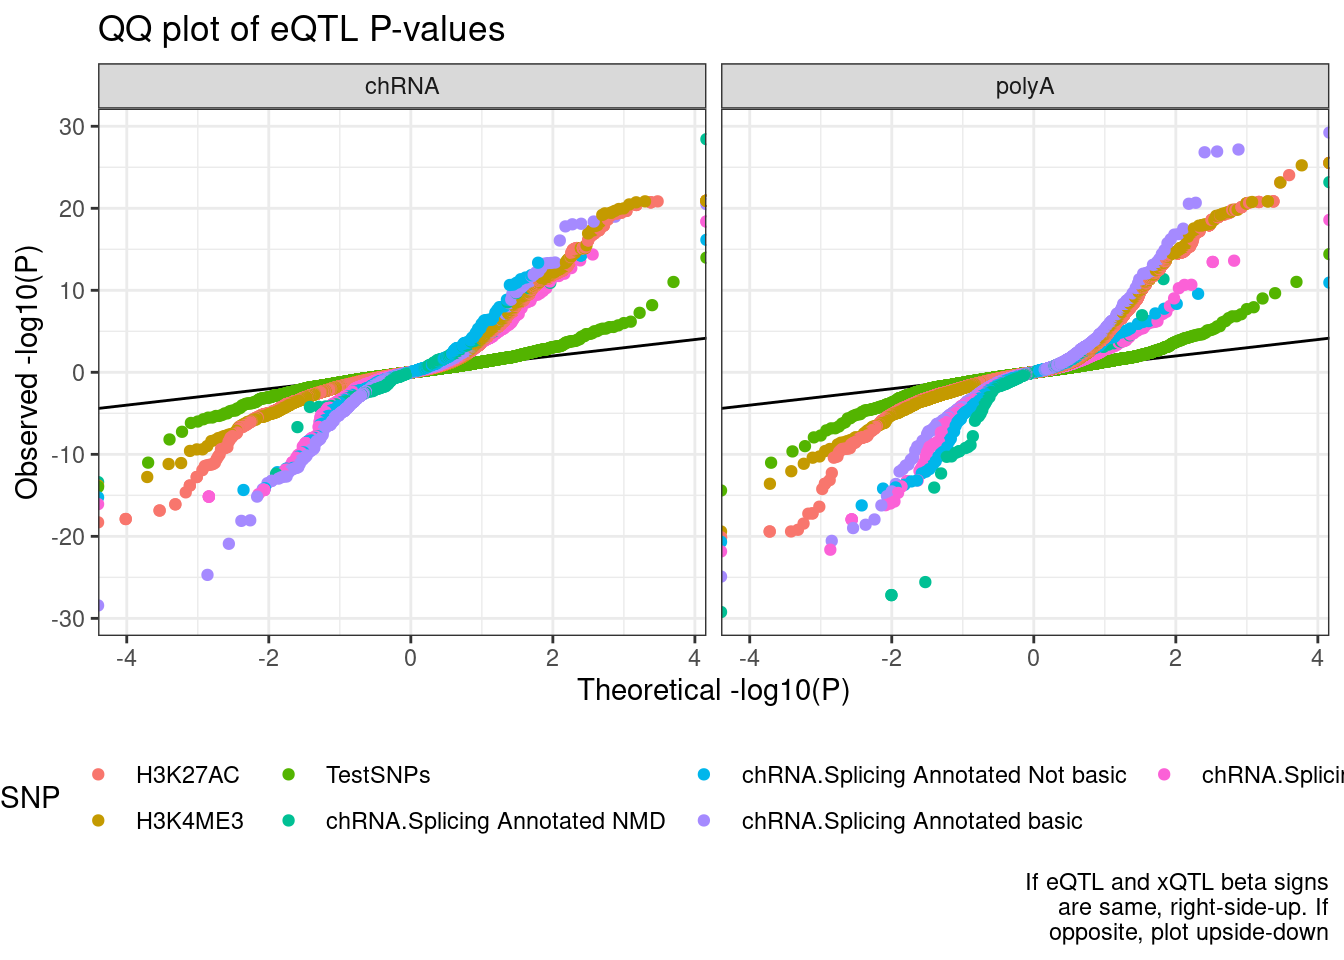 QQ plot of eQTL P-values
chRNA
polyA
30
20
10
0
-10
-20
-30
Observed -log10(P)
-4 -2 0 2 4
-4 -2 0 2 4
Theoretical -log10(P)
SNP
H3K27AC
TestSNPs
chRNA.Splicing Annotated Not basic
H3K4ME3
chRNA.Splicing Annotated NMD
chRNA.Splicing Annotated basic
If eQTL and xQTL beta signs
are same, right-side-up. If
opposite, plot upside-down